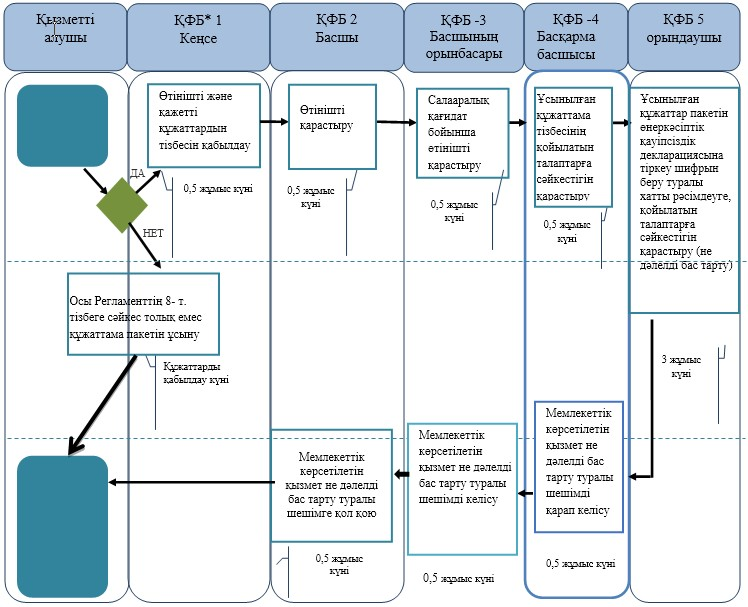 Қызметті
алушы
ҚФБ* 1
Кеңсе
ҚФБ 2
Басшы
ҚФБ -3
Басшының
орынбасары
ҚФБ -4
Басқарма
басшысы
ҚФБ 5
орындаушы
Өтінішті және
қажетті
құжаттардын
тізбесін қабылдау
Өтінішті
қарастыру
Салааралық
қағидат
бойынша
өтінішті
қарастыру
Ұсынылған
құжаттама
тізбесінің
қойылатын
талаптарға
сәйкестігін
қарастыру
Ұсынылған
құжаттар пакетін
өнеркәсіптік
қауіпсіздік
декларациясына
тіркеу шифрын
беру туралы
хатты рәсімдеуге,
қойылатын
талаптарға
сәйкестігін
қарастыру (не
дәлелді бас тарту)
ДА
НЕТ
0,5 жұмыс күні
0,5 жұмыс
күні
0,5 жұмыс
күні
0,5 жұмыс
күні
Осы Регламенттің 8- т.
тізбеге сәйкес толық емес
құжаттама пакетін ұсыну
Құжаттарды
қабылдау күні
3 жұмыс
күні
Мемлекеттік
көрсетілетін
қызмет не дәлелді
бас тарту туралы
шешімге қол қою
Мемлекеттік
көрсетілетін
қызмет не дәлелді
бас тарту туралы
шешімді келісу
Мемлекеттік
көрсетілетін
қызмет не
дәлелді бас
тарту туралы
шешімді
қарап келісу
0,5 жұмыс
күні
0,5 жұмыс күні
0,5 жұмыс күні